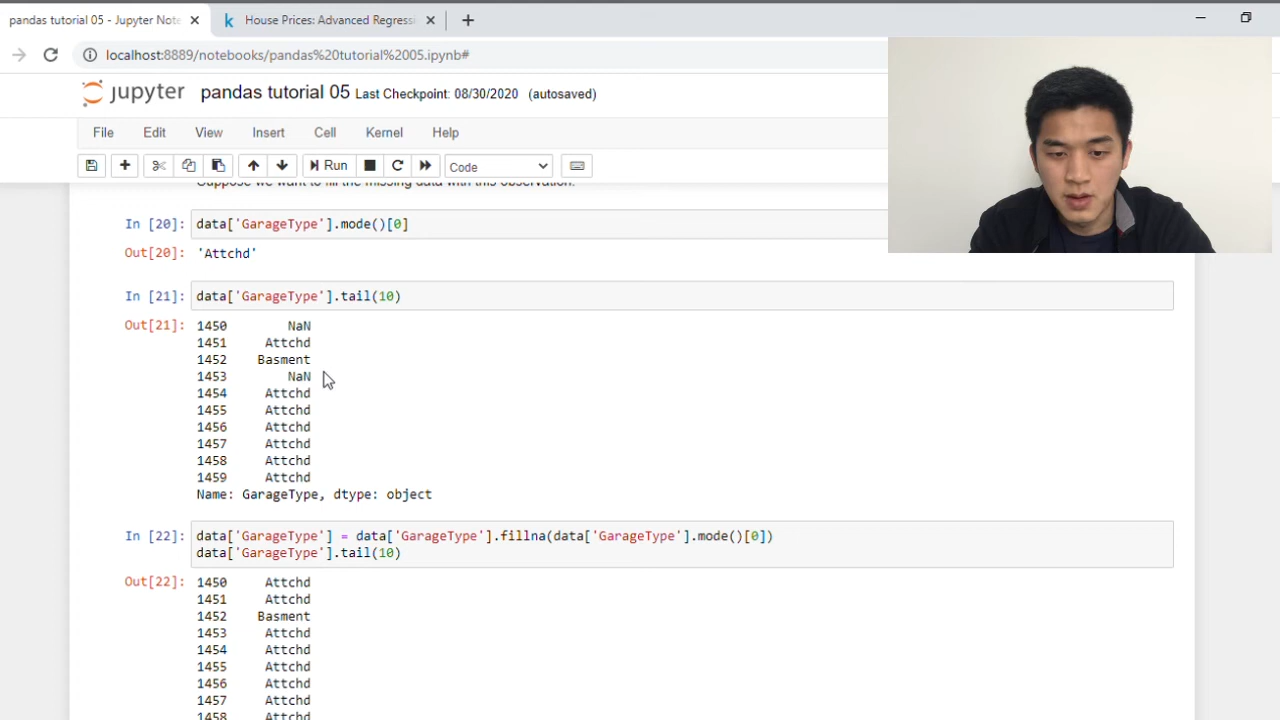 pandas tutorial 05 - Jupyter Note
House Prices: Advanced Regressi
localhost:8889/notebooks/pandas%20tutorial%2005.ipynb#
jupyter pandas tutorial 05 Last Checkpoint: 08/30/2020 (autosaved)
File Edit View Insert Cell Kernel Help
Run Code
Suppose we want to fill the missing data with this observation.
In [20]: data['GarageType'].mode()[0]
Out[20]: 'Attchd'
In [21]: data['GarageType'].tail(10)
Out[21]: 1450 NaN
1451 Attchd
1452 Basment
1453 NaN
1454 Attchd
1455 Attchd
1456 Attchd
1457 Attchd
1458 Attchd
1459 Attchd
Name: GarageType, dtype: object
In [22]: data['GarageType'] = data['GarageType'].fillna(data['GarageType'].mode()[0])
data['GarageType'].tail(10)
Out[22]: 1450 Attchd
1451 Attchd
1452 Basment
1453 Attchd
1454 Attchd
1455 Attchd
1456 Attchd
1457 Attchd
1458 Attchd